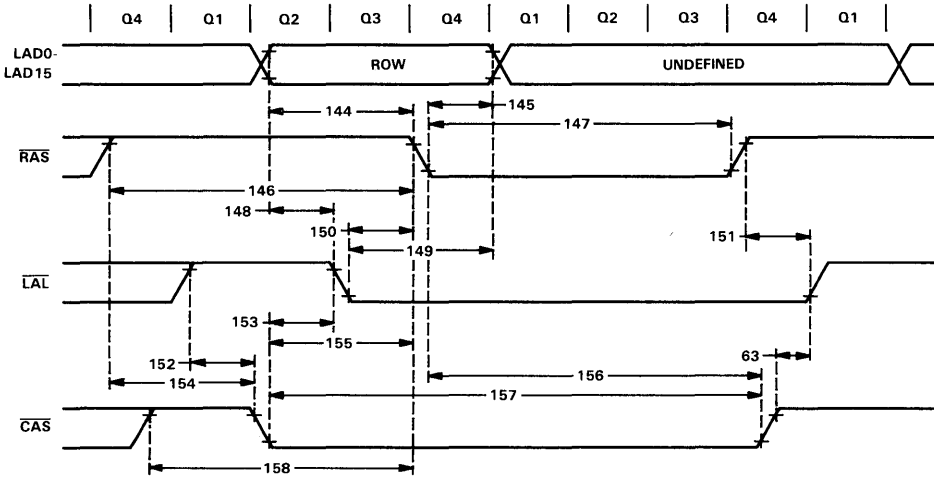 Q4 Q1 Q2 Q3 Q4 Q1 Q2 Q3 Q4 Q1
LAD0-
LAD15
ROW
UNDEFINED
144
145
147
RAS
146
148
150
151
149
LAL
153
155
63
152
156
154
157
CAS
158